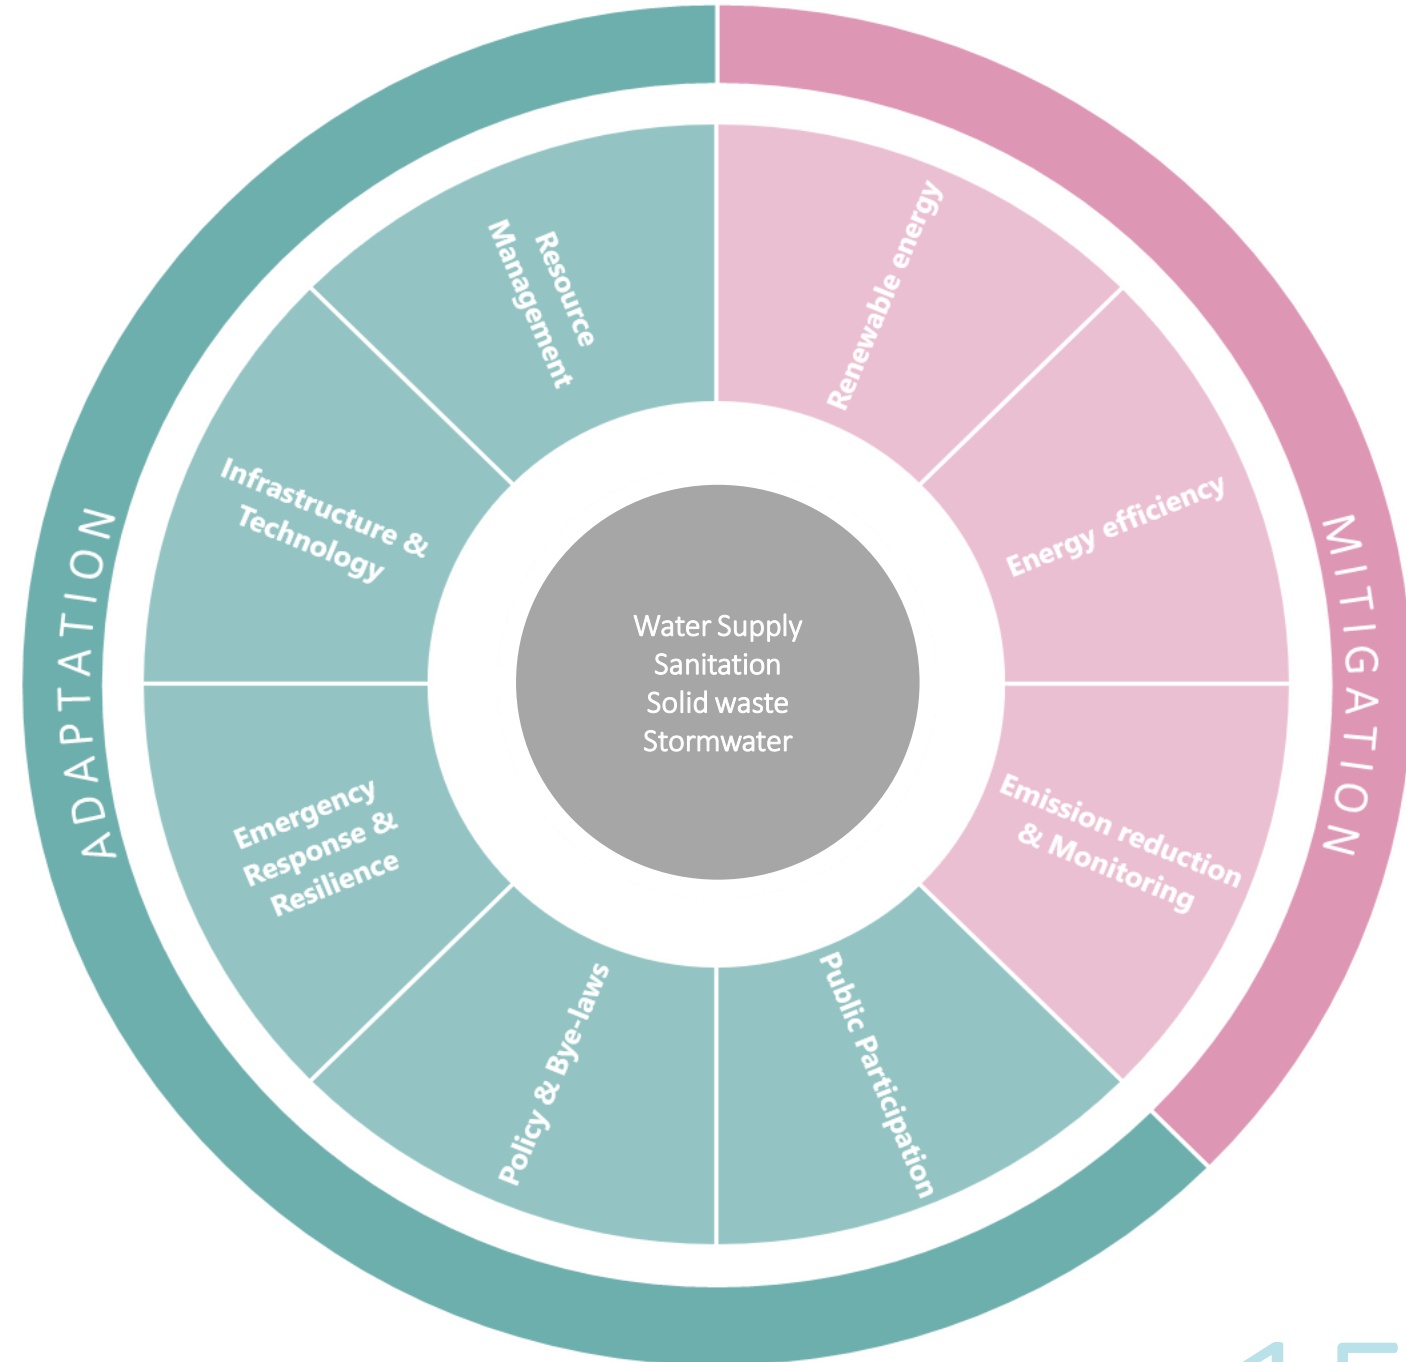 Resource
Management
Renewable energy
Infrastructure &
Technology
Energy efficiency
ADAPTATION
MITIGATION
Water Supply
Sanitation
Solid waste
Stormwater
Emergency
Response &
Resilience
Emission reduction
& Monitoring
Policy & Bye-laws
Public Participation
15